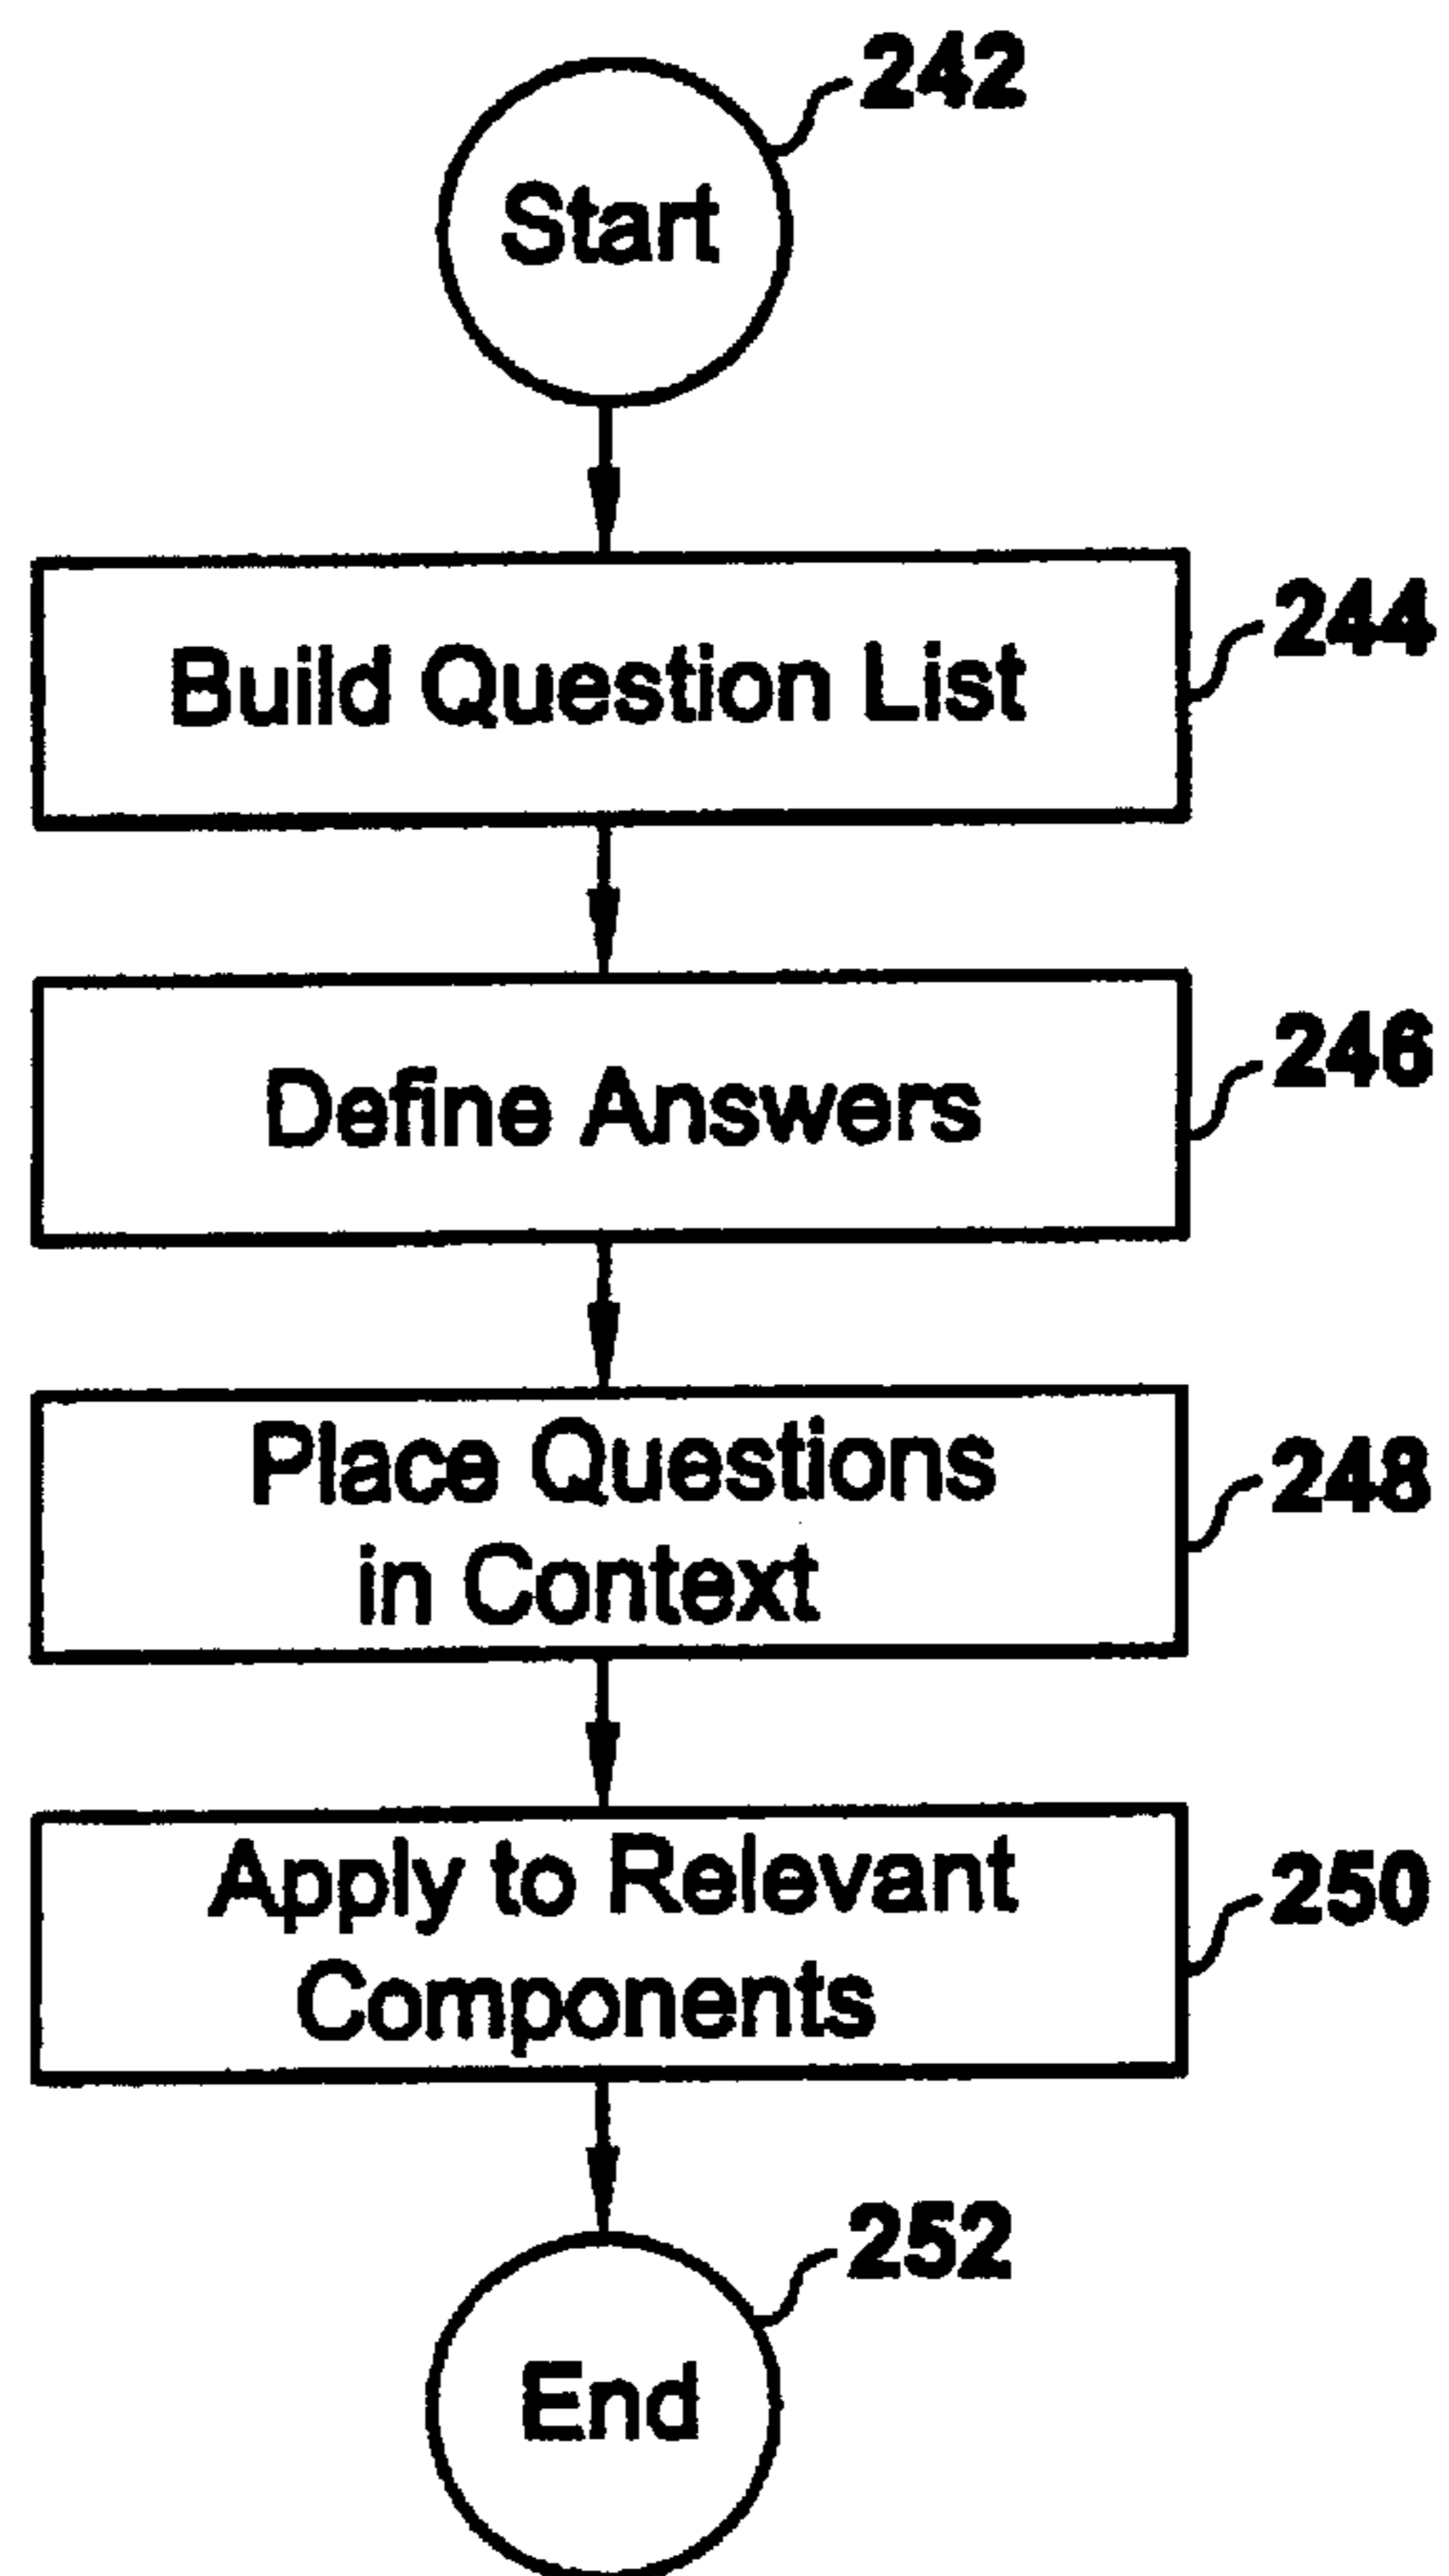 242
Start
244
Build Question List
246
Define Answers
248
Place Questions
in Context
250
Apply to Relevant
Components
252
End